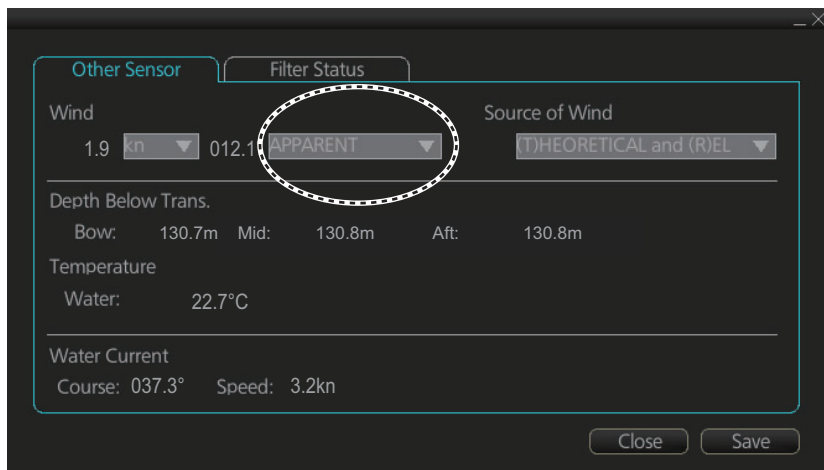 Other Sensor Filter Status
Wind Source of Wind
1.9 kn 012.1 APPARENT (T)HEORETICAL and (R)EL
Depth Below Trans.
Bow: 130.7m Mid: 130.8m Aft: 130.8m
Temperature
Water: 22.7°C
Water Current
Course: 037.3° Speed: 3.2kn
Close Save